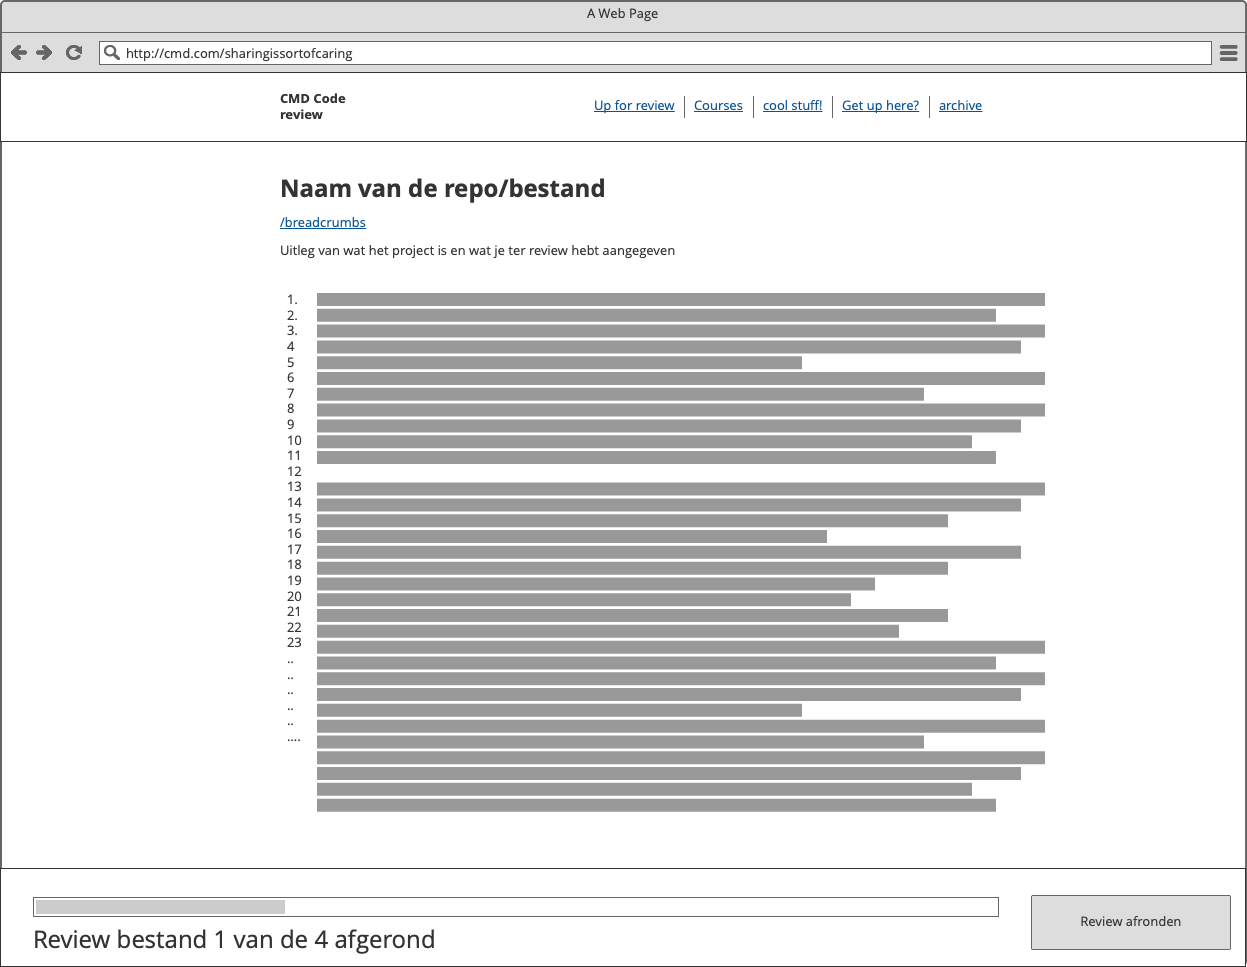 A Web Page
http://cmd.com/sharingissortofcaring
CMD Code
review
Up for review
Courses
cool stuff!
Get up here?
archive
Naam van de repo/bestand
/breadcrumbs
Uitleg van wat het project is en wat je ter review hebt aangegeven
1.
2.
3.
4
5
6
7
8
9
10
11
12
13
14
15
16
17
18
19
20
21
22
23
..
..
..
..
..
....
Review bestand 1 van de 4 afgerond
Review afronden